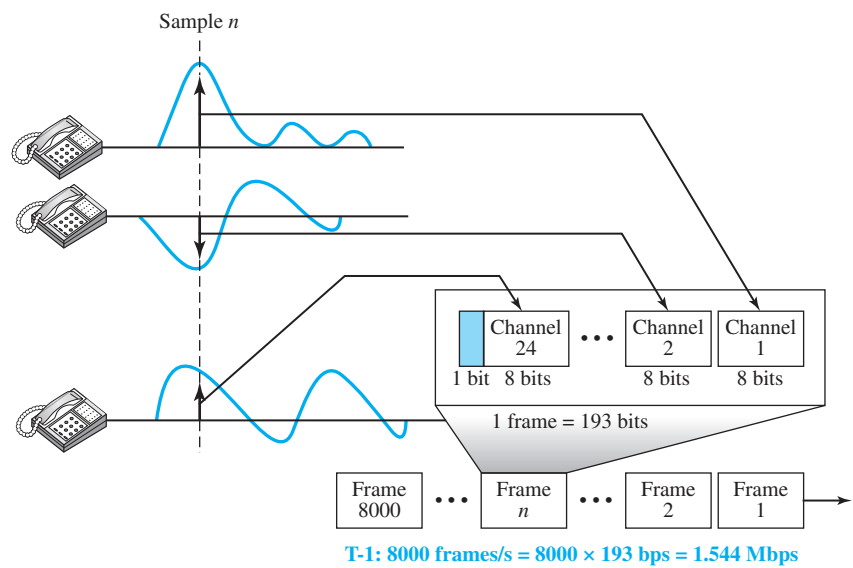 Sample n
Channel
24
Channel
2
Channel
1
1 bit
8 bits
8 bits
8 bits
1 frame = 193 bits
Frame
8000
Frame
n
Frame
2
Frame
1
T-1: 8000 frames/s = 8000 × 193 bps = 1.544 Mbps